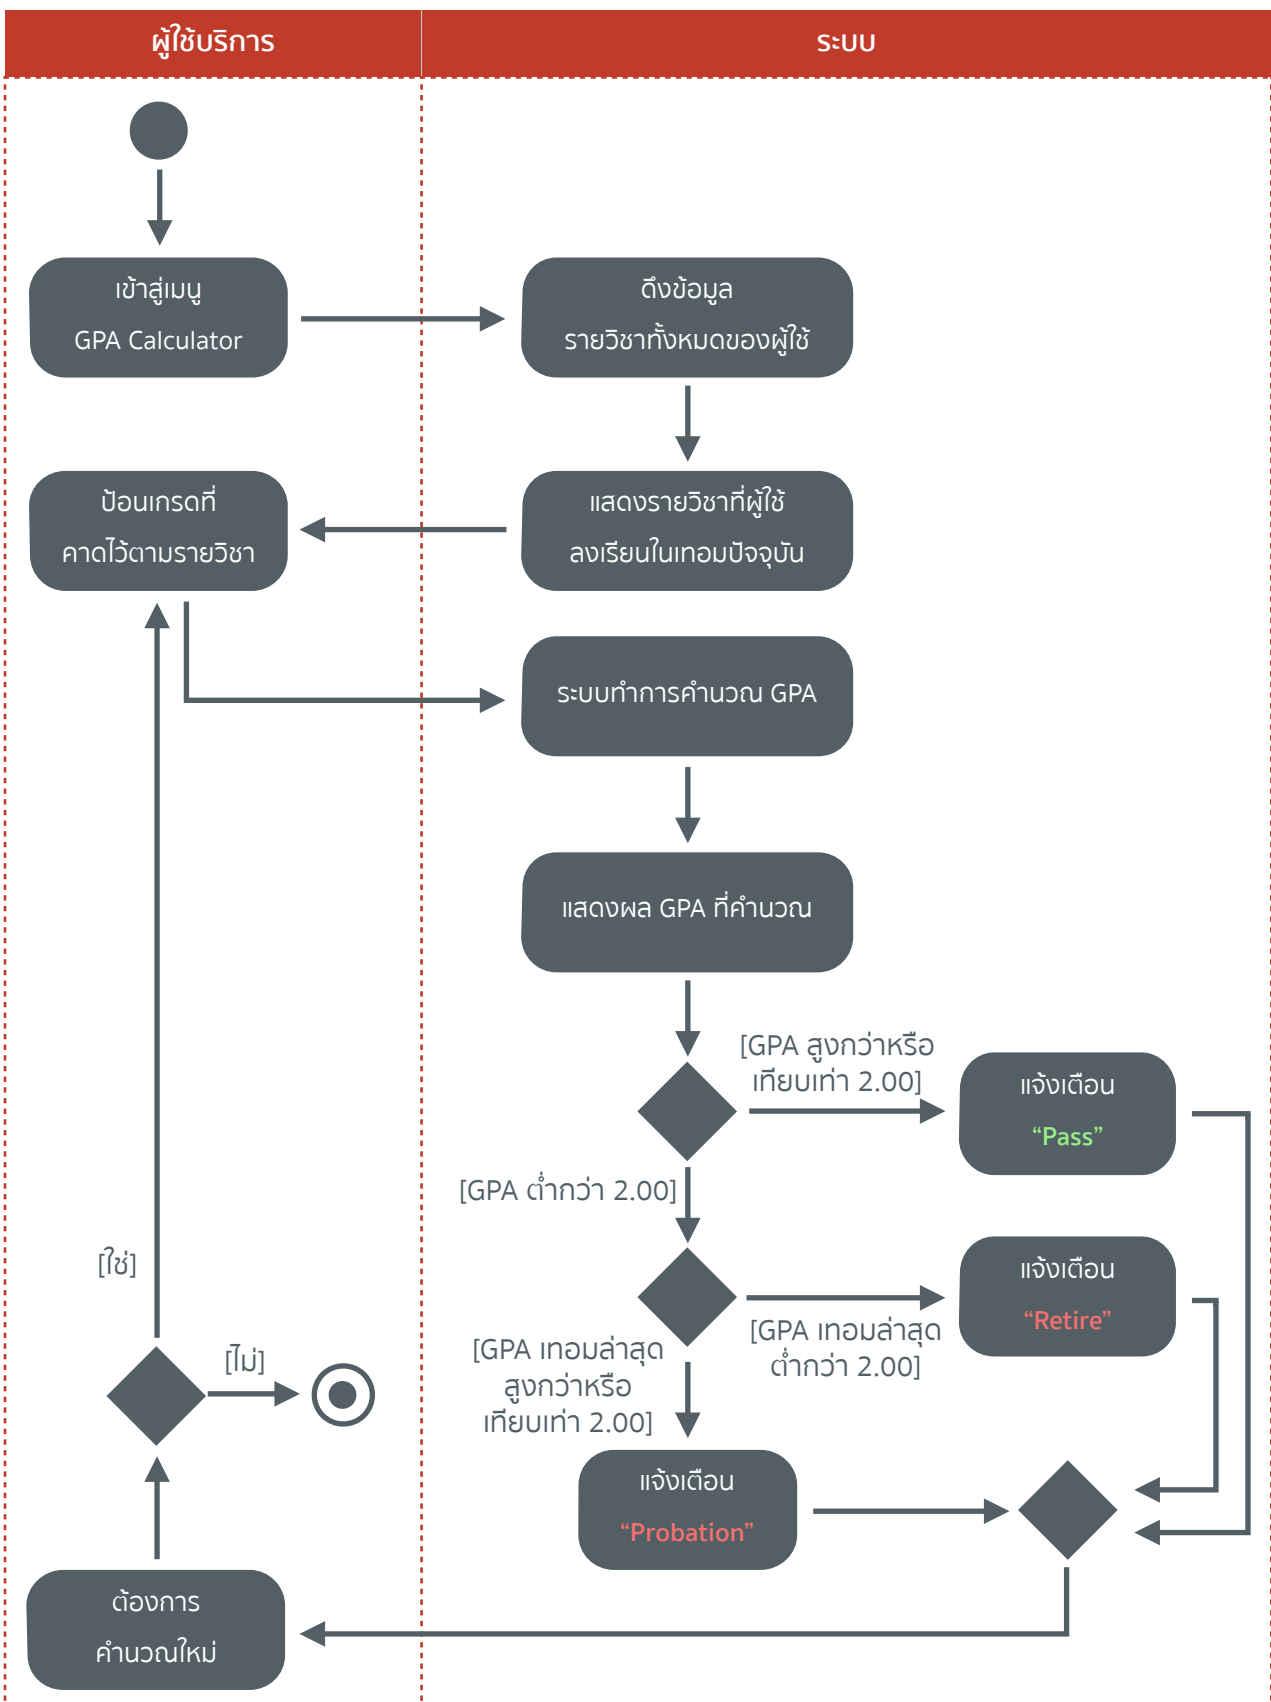 ผู้ใช้บริการ
ระบบ
เข้าสู่เมนู
GPA Calculator
ดึงข้อมูล
รายวิชาทั้งหมดของผู้ใช้
ป้อนเกรดที่
คาดไว้ตามรายวิชา
แสดงรายวิชาที่ผู้ใช้
ลงเรียนในเทอมปัจจุบัน
ระบบทำการคำนวณ GPA
แสดงผล GPA ที่คำนวณ
[GPA สูงกว่าหรือ
เทียบเท่า 2.00]
แจ้งเตือน
“Pass”
[GPA ต่ำกว่า 2.00]
[ใช่]
แจ้งเตือน
“Retire”
[GPA เทอมล่าสุด
ต่ำกว่า 2.00]
[GPA เทอมล่าสุด
สูงกว่าหรือ
เทียบเท่า 2.00]
[ไม่]
แจ้งเตือน
“Probation”
ต้องการ
คำนวณใหม่